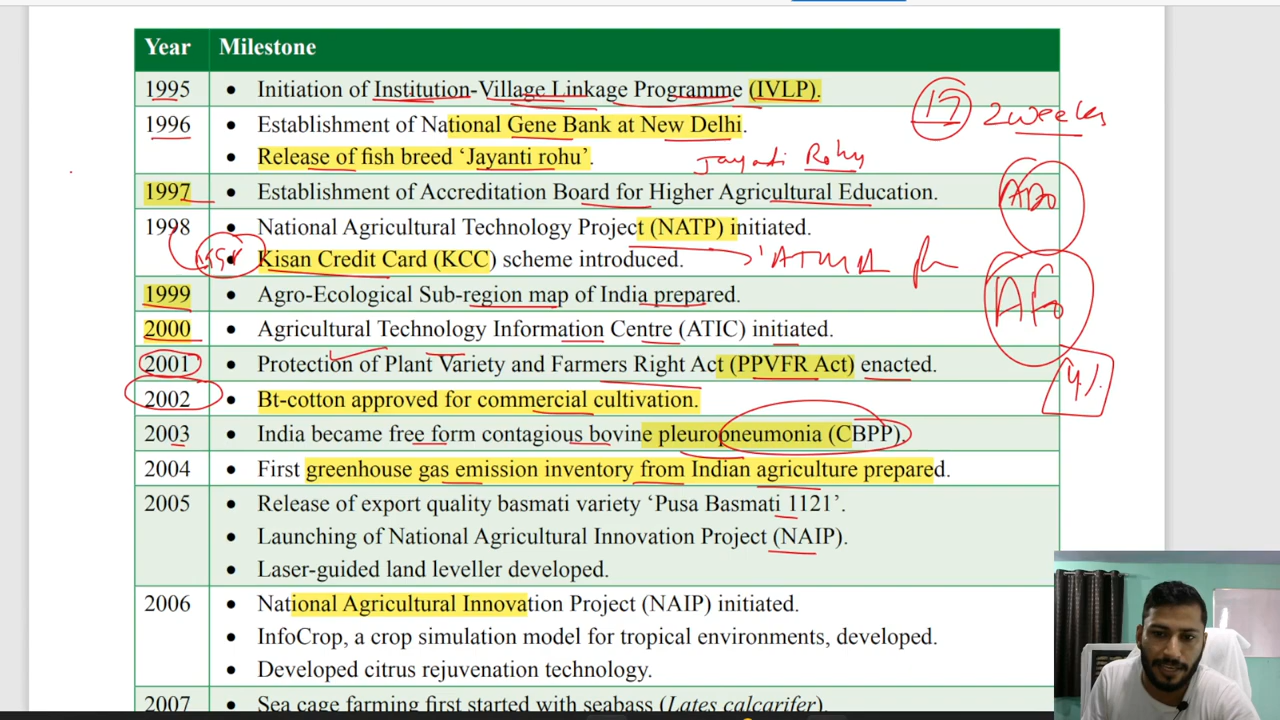 Year Milestone
1995 • Initiation of Institution-Village Linkage Programme (IVLP).
17 2 weeks
1996 • Establishment of National Gene Bank at New Delhi.
• Release of fish breed ‘Jayanti rohu’.
Jayanti Rohu
1997 • Establishment of Accreditation Board for Higher Agricultural Education.
ADO
1998 • National Agricultural Technology Project (NATP) initiated.
• Kisan Credit Card (KCC) scheme introduced.
ATMA
1999 • Agro-Ecological Sub-region map of India prepared.
AFO
2000 • Agricultural Technology Information Centre (ATIC) initiated.
2001 • Protection of Plant Variety and Farmers Right Act (PPVFR Act) enacted.
2002 • Bt-cotton approved for commercial cultivation.
2003 • India became free form contagious bovine pleuropneumonia (CBPP).
2004 • First greenhouse gas emission inventory from Indian agriculture prepared.
2005 • Release of export quality basmati variety ‘Pusa Basmati 1121’.
• Launching of National Agricultural Innovation Project (NAIP).
• Laser-guided land leveller developed.
2006 • National Agricultural Innovation Project (NAIP) initiated.
• InfoCrop, a crop simulation model for tropical environments, developed.
• Developed citrus rejuvenation technology.
2007 • Sea cage farming first started with seabass (Lates calcarifer).